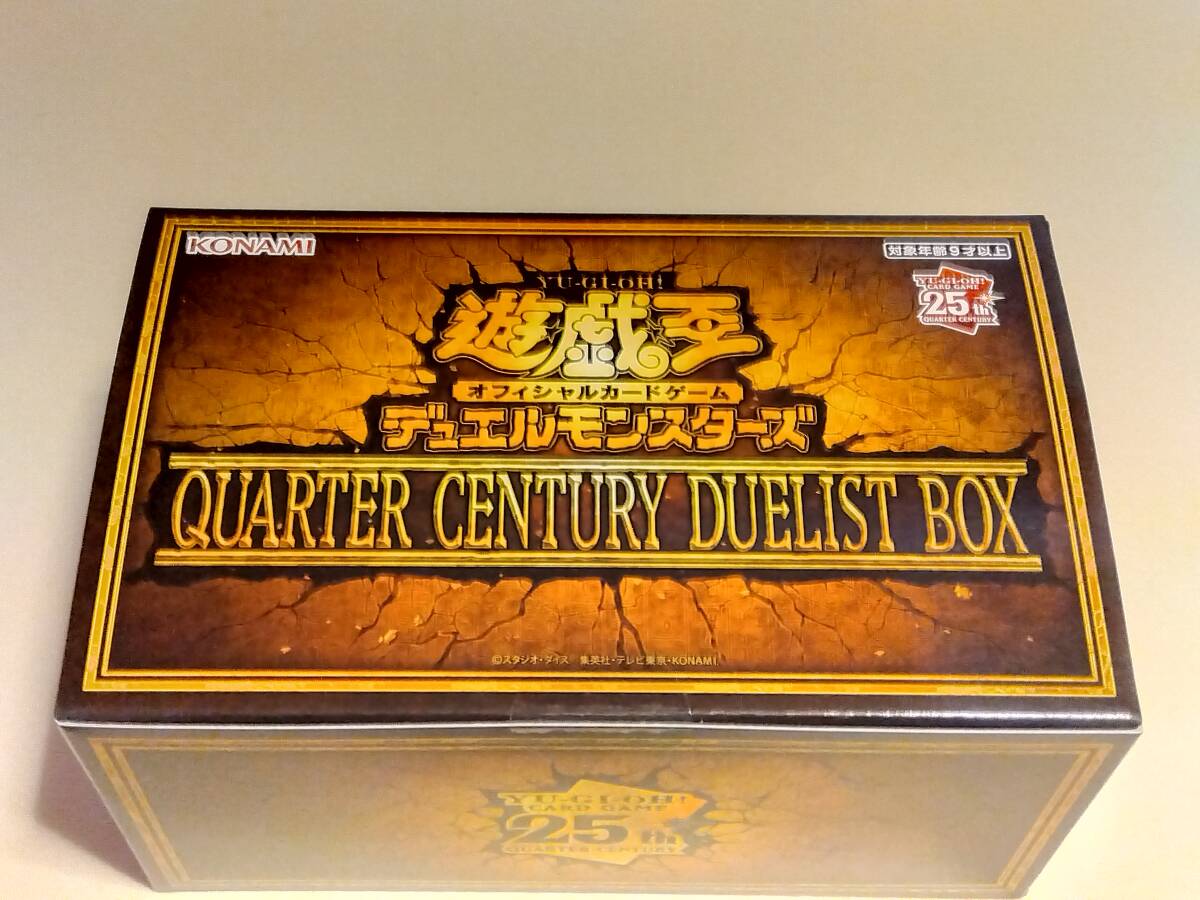 KONAMI
対象年齢9才以上
YU-GI-OH!
CARD GAME
25th
QUARTER CENTURY
YU-GI-OH!
遊戯王
オフィシャルカードゲーム
デュエルモンスターズ
QUARTER CENTURY DUELIST BOX
©スタジオ・ダイス 集英社・テレビ東京・KONAMI
YU-GI-OH!
CARD GAME
25th
QUARTER CENTURY